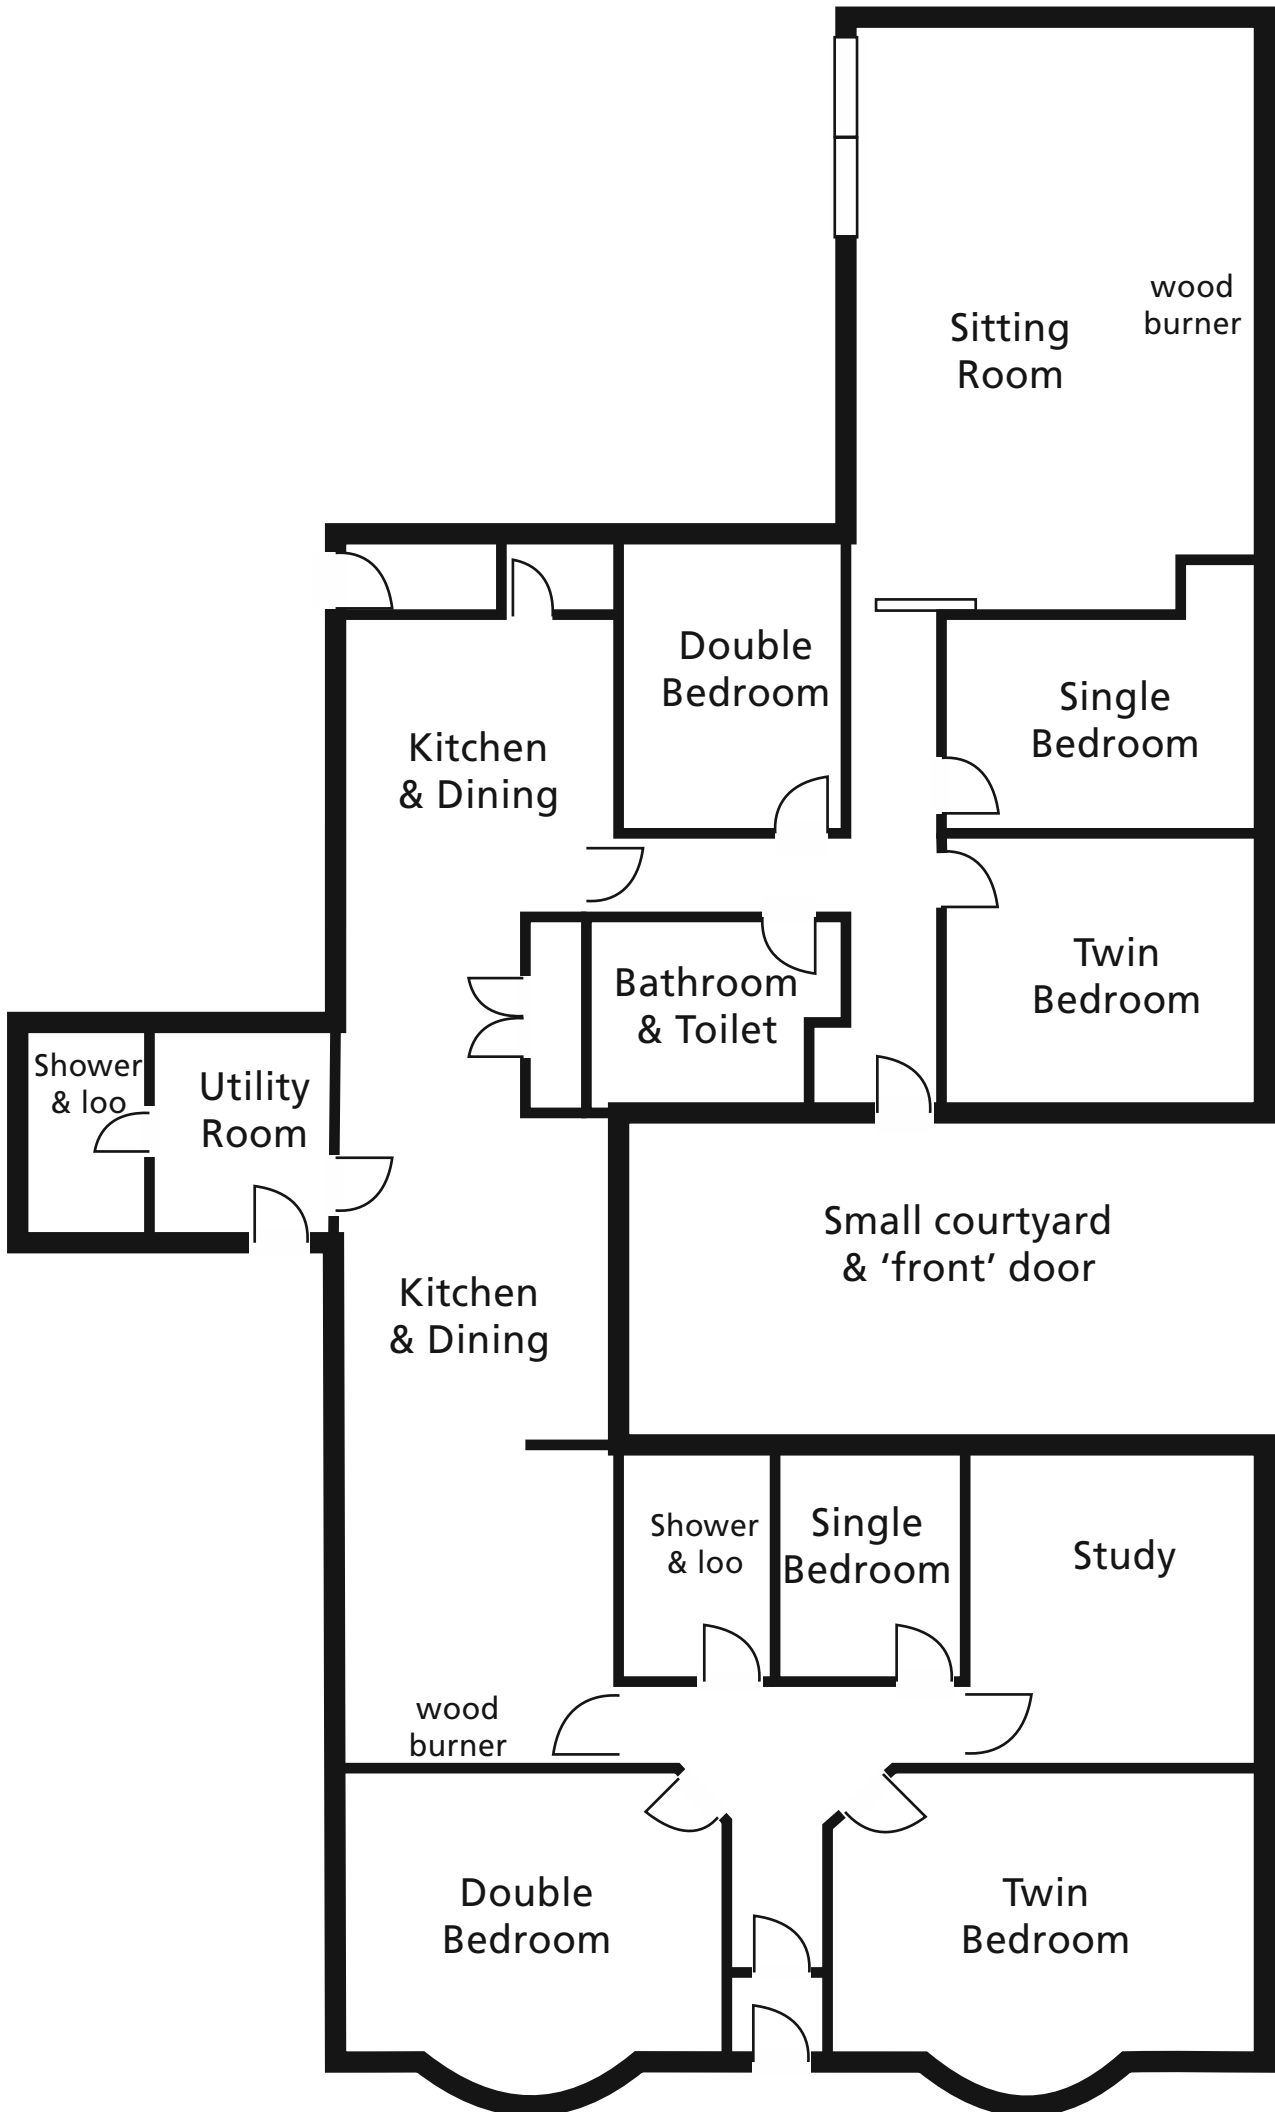 wood
burner
Sitting
Room
Double
Bedroom
Single
Bedroom
Kitchen
& Dining
Twin
Bedroom
Bathroom
& Toilet
Shower
& loo
Utility
Room
Small courtyard
& ‘front’ door
Kitchen
& Dining
Shower
& loo
Single
Bedroom
Study
wood
burner
Double
Bedroom
Twin
Bedroom